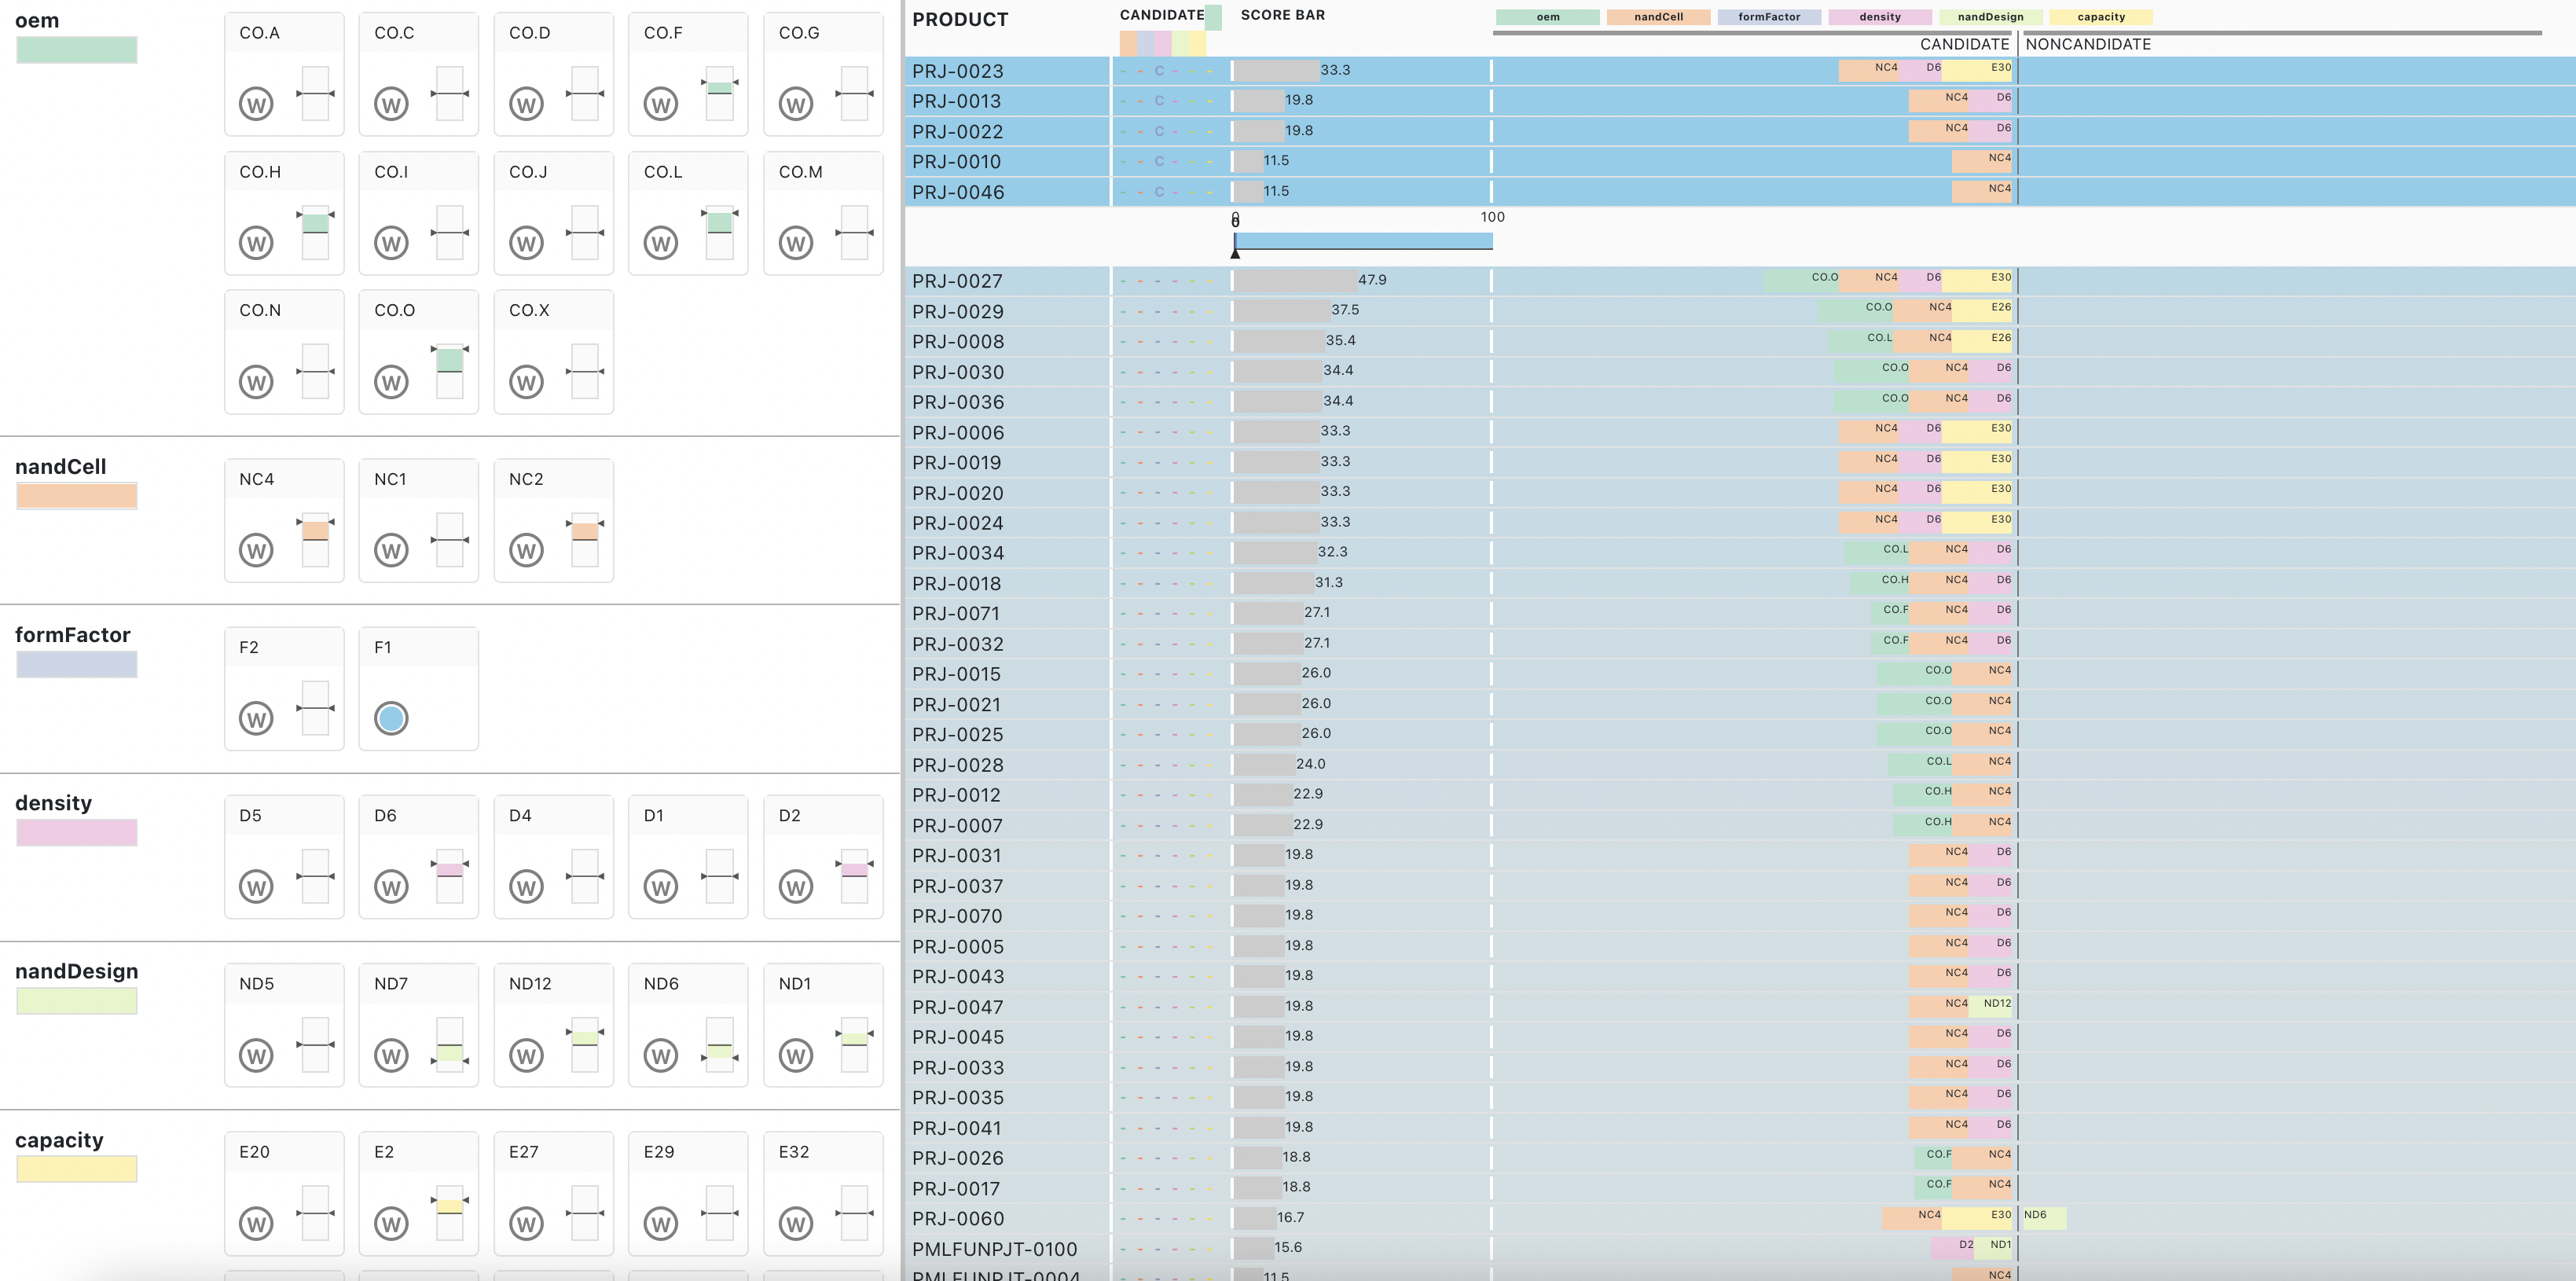 oem
CO.A CO.C CO.D CO.F CO.G
W W W W W
CO.H CO.I CO.J CO.L CO.M
W W W W W
CO.N CO.O CO.X
W W W
nandCell
NC4 NC1 NC2
W W W
formFactor
F2 F1
W
density
D5 D6 D4 D1 D2
W W W W W
nandDesign
ND5 ND7 ND12 ND6 ND1
W W W W W
capacity
E20 E2 E27 E29 E32
W W W W W
PRODUCT CANDIDATE SCORE BAR oem nandCell formFactor density nandDesign capacity
CANDIDATE NONCANDIDATE
PRJ-0023 - - C - - - 33.3 NC4 D6 E30
PRJ-0013 - - C - - - 19.8 NC4 D6
PRJ-0022 - - C - - - 19.8 NC4 D6
PRJ-0010 - - C - - - 11.5 NC4
PRJ-0046 - - C - - - 11.5 NC4
0 100
PRJ-0027 - - - - - - 47.9 CO.O NC4 D6 E30
PRJ-0029 - - - - - - 37.5 CO.O NC4 E26
PRJ-0008 - - - - - - 35.4 CO.L NC4 E26
PRJ-0030 - - - - - - 34.4 CO.O NC4 D6
PRJ-0036 - - - - - - 34.4 CO.O NC4 D6
PRJ-0006 - - - - - - 33.3 NC4 D6 E30
PRJ-0019 - - - - - - 33.3 NC4 D6 E30
PRJ-0020 - - - - - - 33.3 NC4 D6 E30
PRJ-0024 - - - - - - 33.3 NC4 D6 E30
PRJ-0034 - - - - - - 32.3 CO.L NC4 D6
PRJ-0018 - - - - - - 31.3 CO.H NC4 D6
PRJ-0071 - - - - - - 27.1 CO.F NC4 D6
PRJ-0032 - - - - - - 27.1 CO.F NC4 D6
PRJ-0015 - - - - - - 26.0 CO.O NC4
PRJ-0021 - - - - - - 26.0 CO.O NC4
PRJ-0025 - - - - - - 26.0 CO.O NC4
PRJ-0028 - - - - - - 24.0 CO.L NC4
PRJ-0012 - - - - - - 22.9 CO.H NC4
PRJ-0007 - - - - - - 22.9 CO.H NC4
PRJ-0031 - - - - - - 19.8 NC4 D6
PRJ-0037 - - - - - - 19.8 NC4 D6
PRJ-0070 - - - - - - 19.8 NC4 D6
PRJ-0005 - - - - - - 19.8 NC4 D6
PRJ-0043 - - - - - - 19.8 NC4 D6
PRJ-0047 - - - - - - 19.8 NC4 ND12
PRJ-0045 - - - - - - 19.8 NC4 D6
PRJ-0033 - - - - - - 19.8 NC4 D6
PRJ-0035 - - - - - - 19.8 NC4 D6
PRJ-0041 - - - - - - 19.8 NC4 D6
PRJ-0026 - - - - - - 18.8 CO.F NC4
PRJ-0017 - - - - - - 18.8 CO.F NC4
PRJ-0060 - - - - - - 16.7 NC4 E30 ND6
PMLFUNPJT-0100 - - - - - - 15.6 D2 ND1
PMLFUNPJT-0004 11.5 NC4